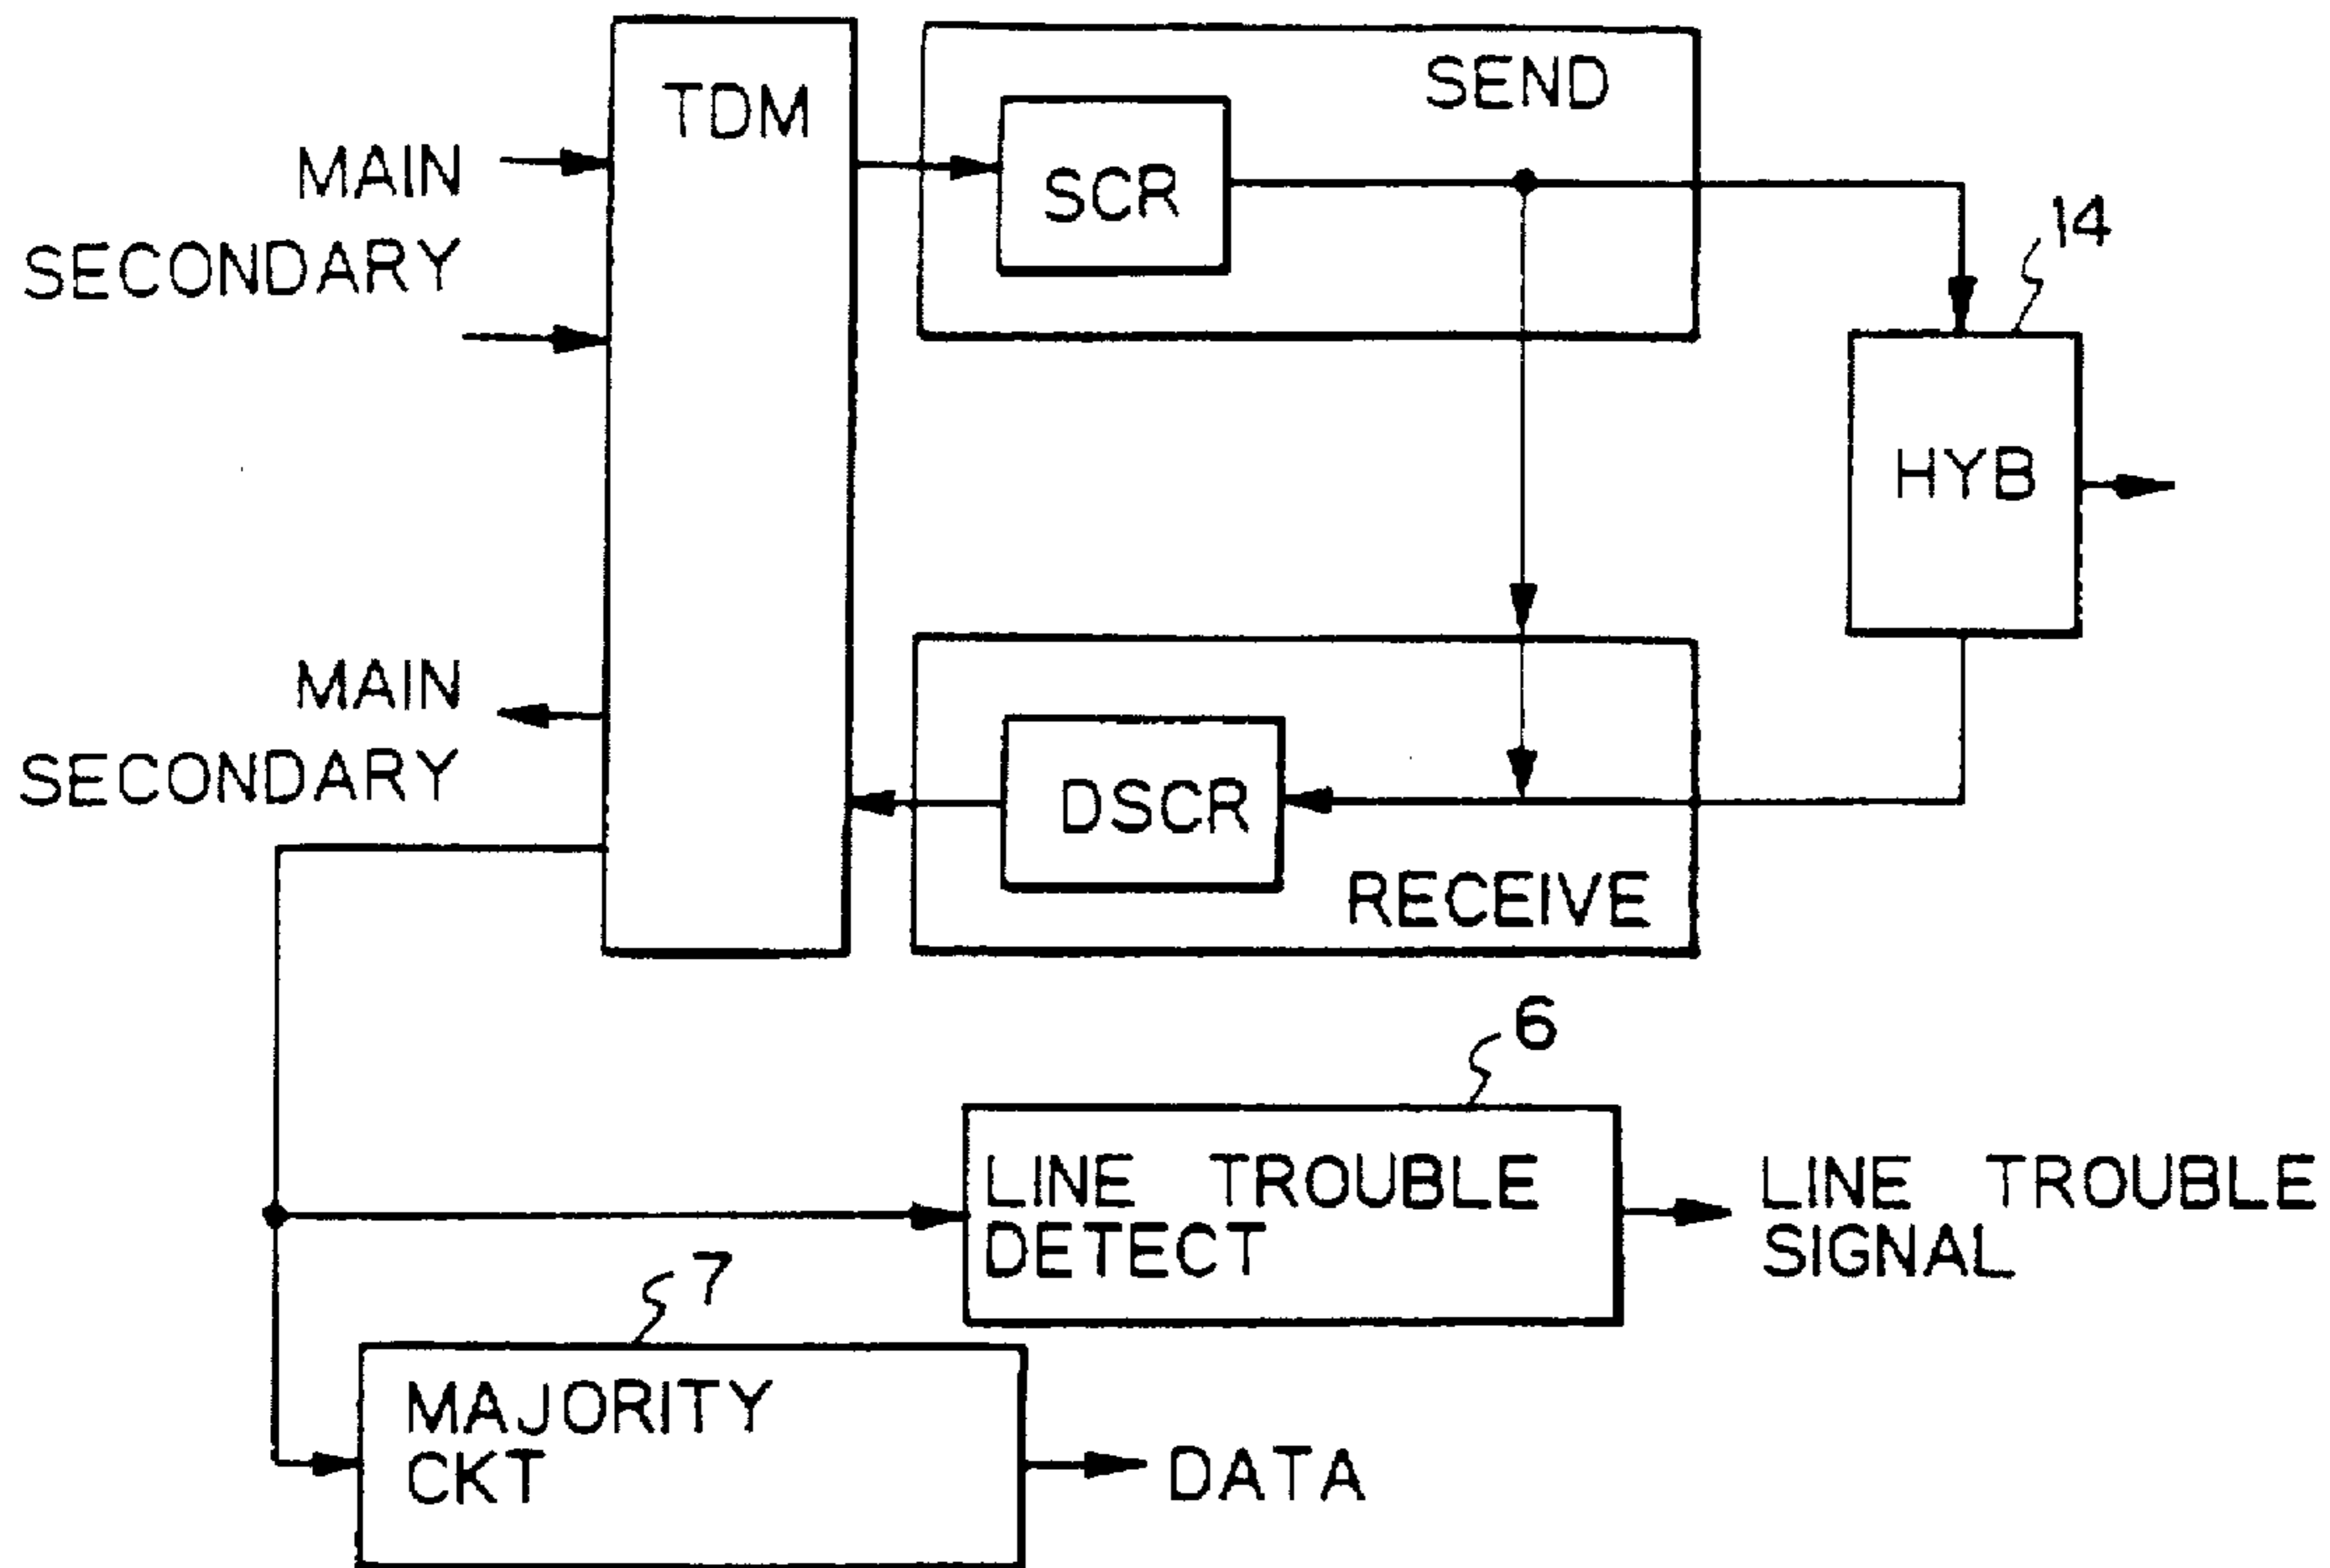 TDM
SEND
MAIN
SCR
SECONDARY
14
HYB
MAIN
SECONDARY
DSCR
RECEIVE
6
LINE TROUBLE
DETECT
LINE TROUBLE
SIGNAL
7
MAJORITY
CKT
DATA